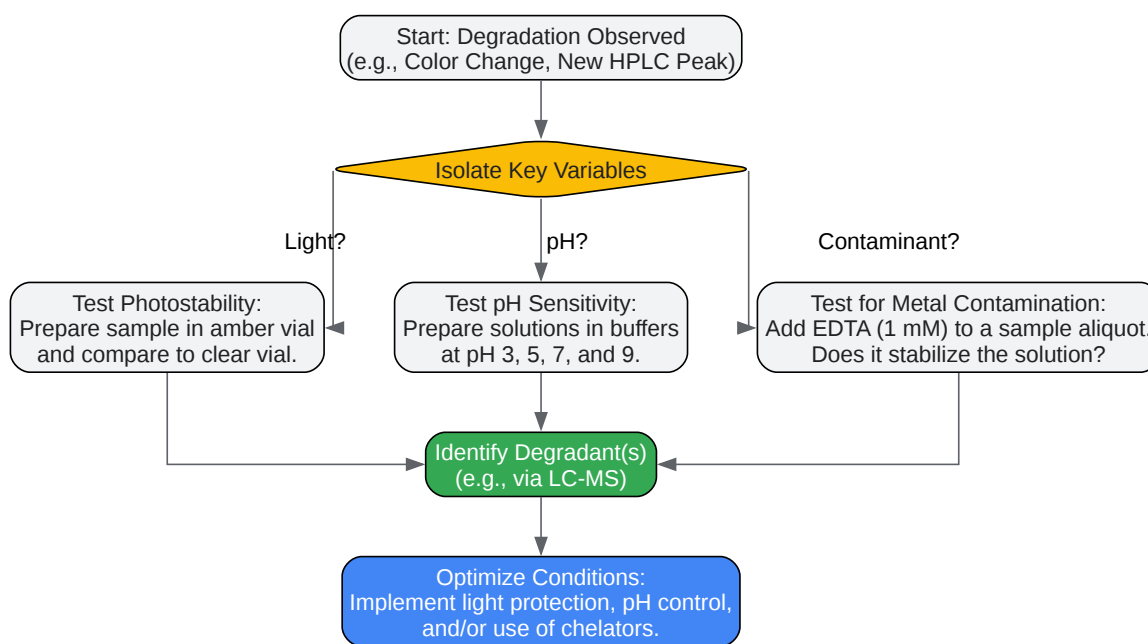 Start: Degradation Observed
(e.g., Color Change, New HPLC Peak)
Isolate Key Variables
Light?
pH?
Contaminant?
Test Photostability:
Prepare sample in amber vial
and compare to clear vial.
Test pH Sensitivity:
Prepare solutions in buffers
at pH 3, 5, 7, and 9.
Test for Metal Contamination:
Add EDTA (1 mM) to a sample aliquot.
Does it stabilize the solution?
Identify Degradant(s)
(e.g., via LC-MS)
Optimize Conditions:
Implement light protection, pH control,
and/or use of chelators.